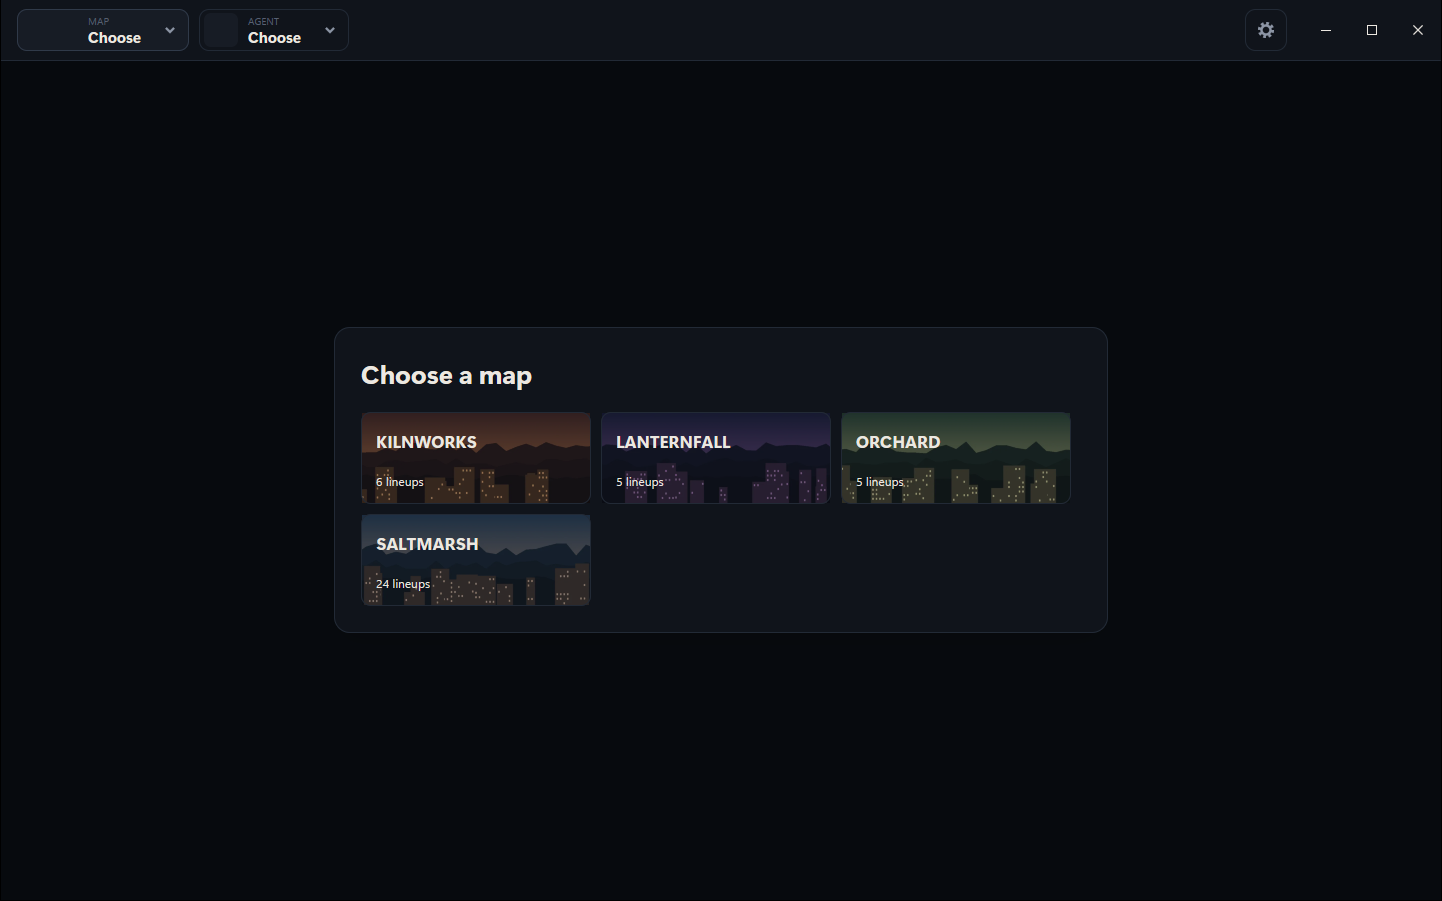 MAP
Choose
AGENT
Choose
Choose a map
KILNWORKS
6 lineups
LANTERNFALL
5 lineups
ORCHARD
5 lineups
SALTMARSH
24 lineups